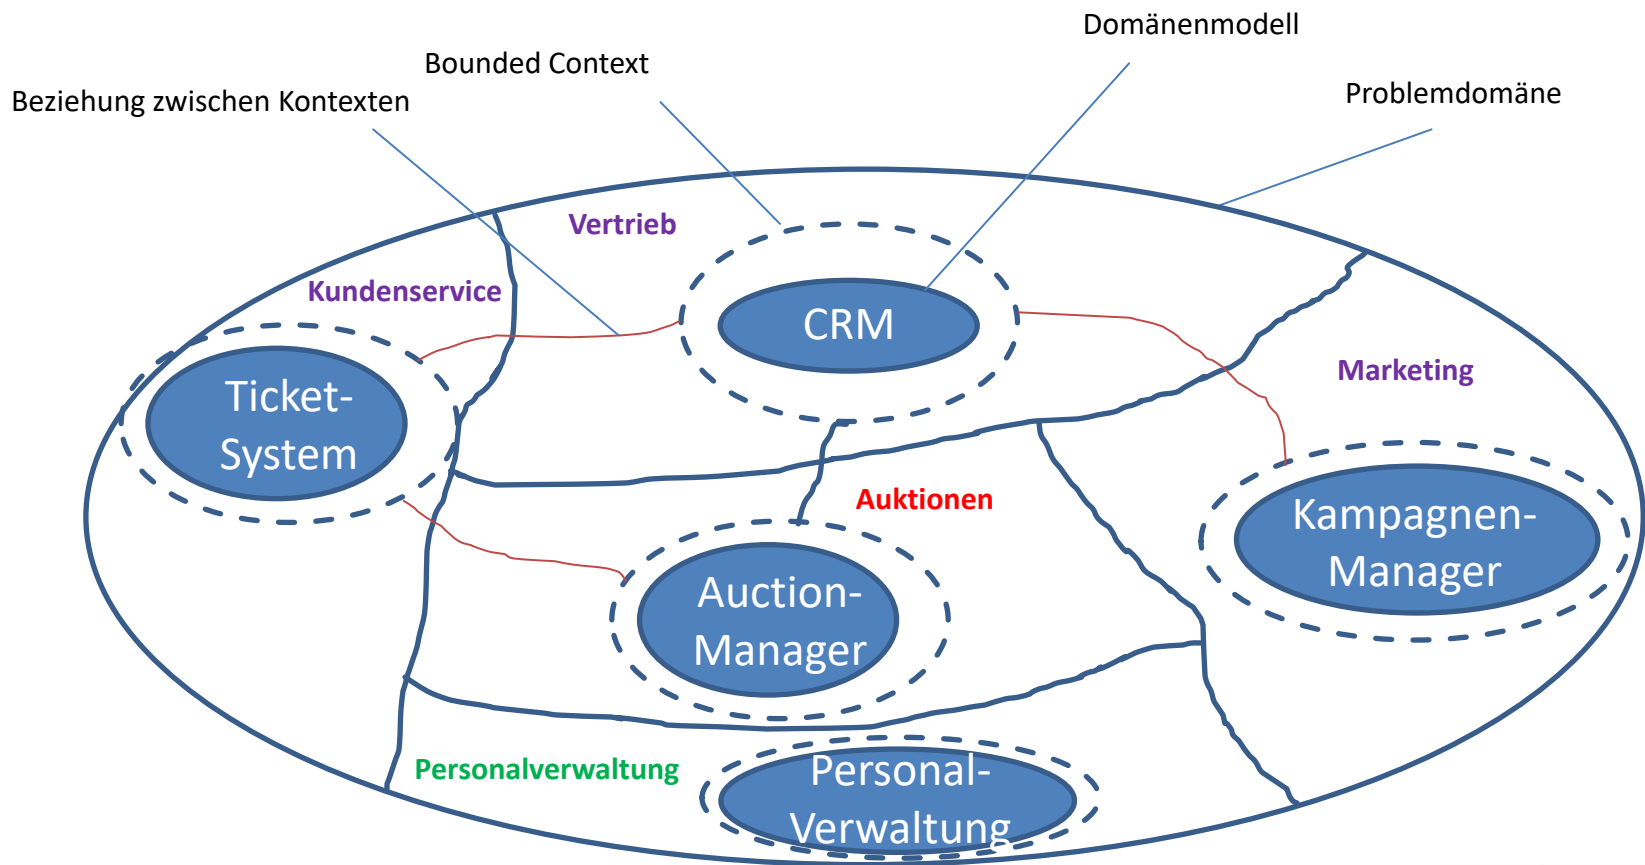 Domänenmodell
Bounded Context
Beziehung zwischen Kontexten
Problemdomäne
Vertrieb
Kundenservice
CRM
Marketing
Ticket-
System
Auktionen
Kampagnen-
Manager
Auction-
Manager
Personalverwaltung
Personal-
Verwaltung